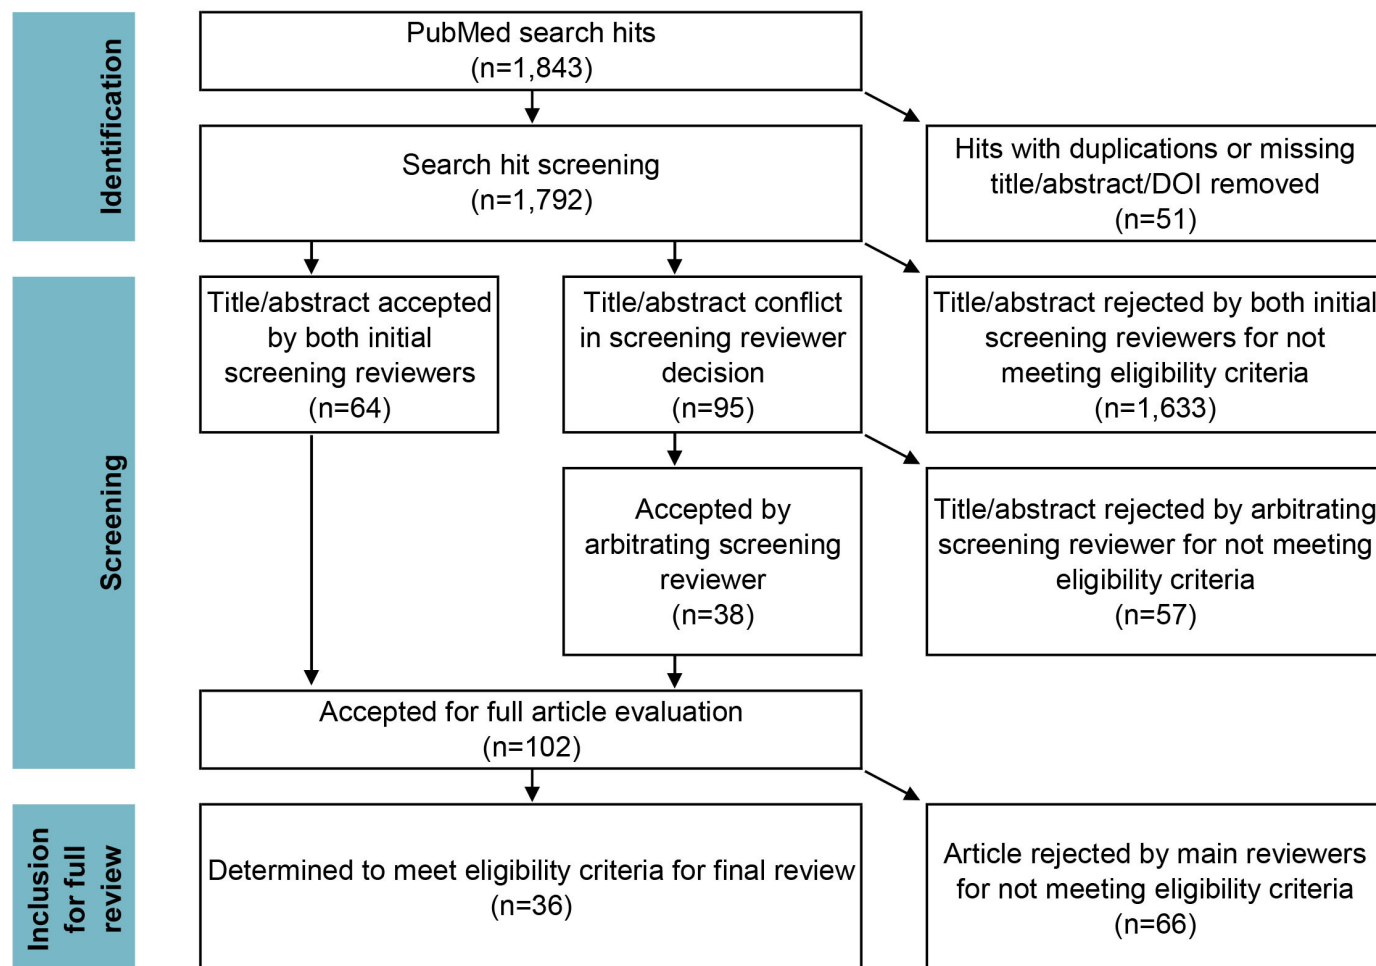 Identification
PubMed search hits
(n=1,843)
Search hit screening
(n=1,792)
Hits with duplications or missing
title/abstract/DOI removed
(n=51)
Screening
Title/abstract accepted
by both initial
screening reviewers
(n=64)
Title/abstract conflict
in screening reviewer
decision
(n=95)
Title/abstract rejected by both initial
screening reviewers for not
meeting eligibility criteria
(n=1,633)
Accepted by
arbitrating screening
reviewer
(n=38)
Title/abstract rejected by arbitrating
screening reviewer for not meeting
eligibility criteria
(n=57)
Accepted for full article evaluation
(n=102)
Inclusion
for full
review
Determined to meet eligibility criteria for final review
(n=36)
Article rejected by main reviewers
for not meeting eligibility criteria
(n=66)